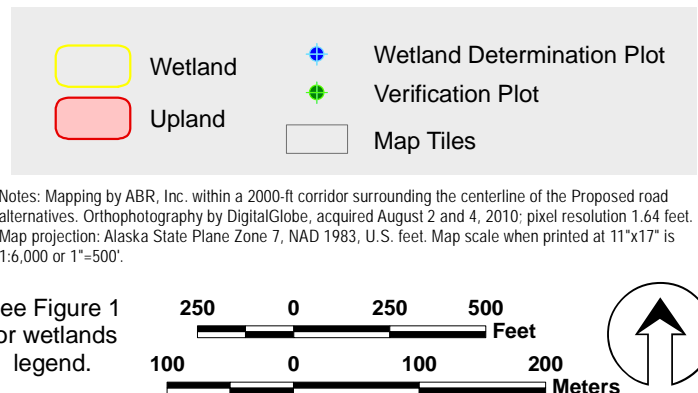 Wetland
Upland
Wetland Determination Plot
Verification Plot
Map Tiles
Notes: Mapping by ABR, Inc. within a 2000-ft corridor surrounding the centerline of the Proposed road
alternatives. Orthophotography by DigitalGlobe, acquired August 2 and 4, 2010; pixel resolution 1.64 feet.
Map projection: Alaska State Plane Zone 7, NAD 1983, U.S. feet. Map scale when printed at 11"x17" is
1:6,000 or 1"=500'.
ee Figure 1
or wetlands
legend.
250 0 250 500
Feet
100 0 100 200
Meters